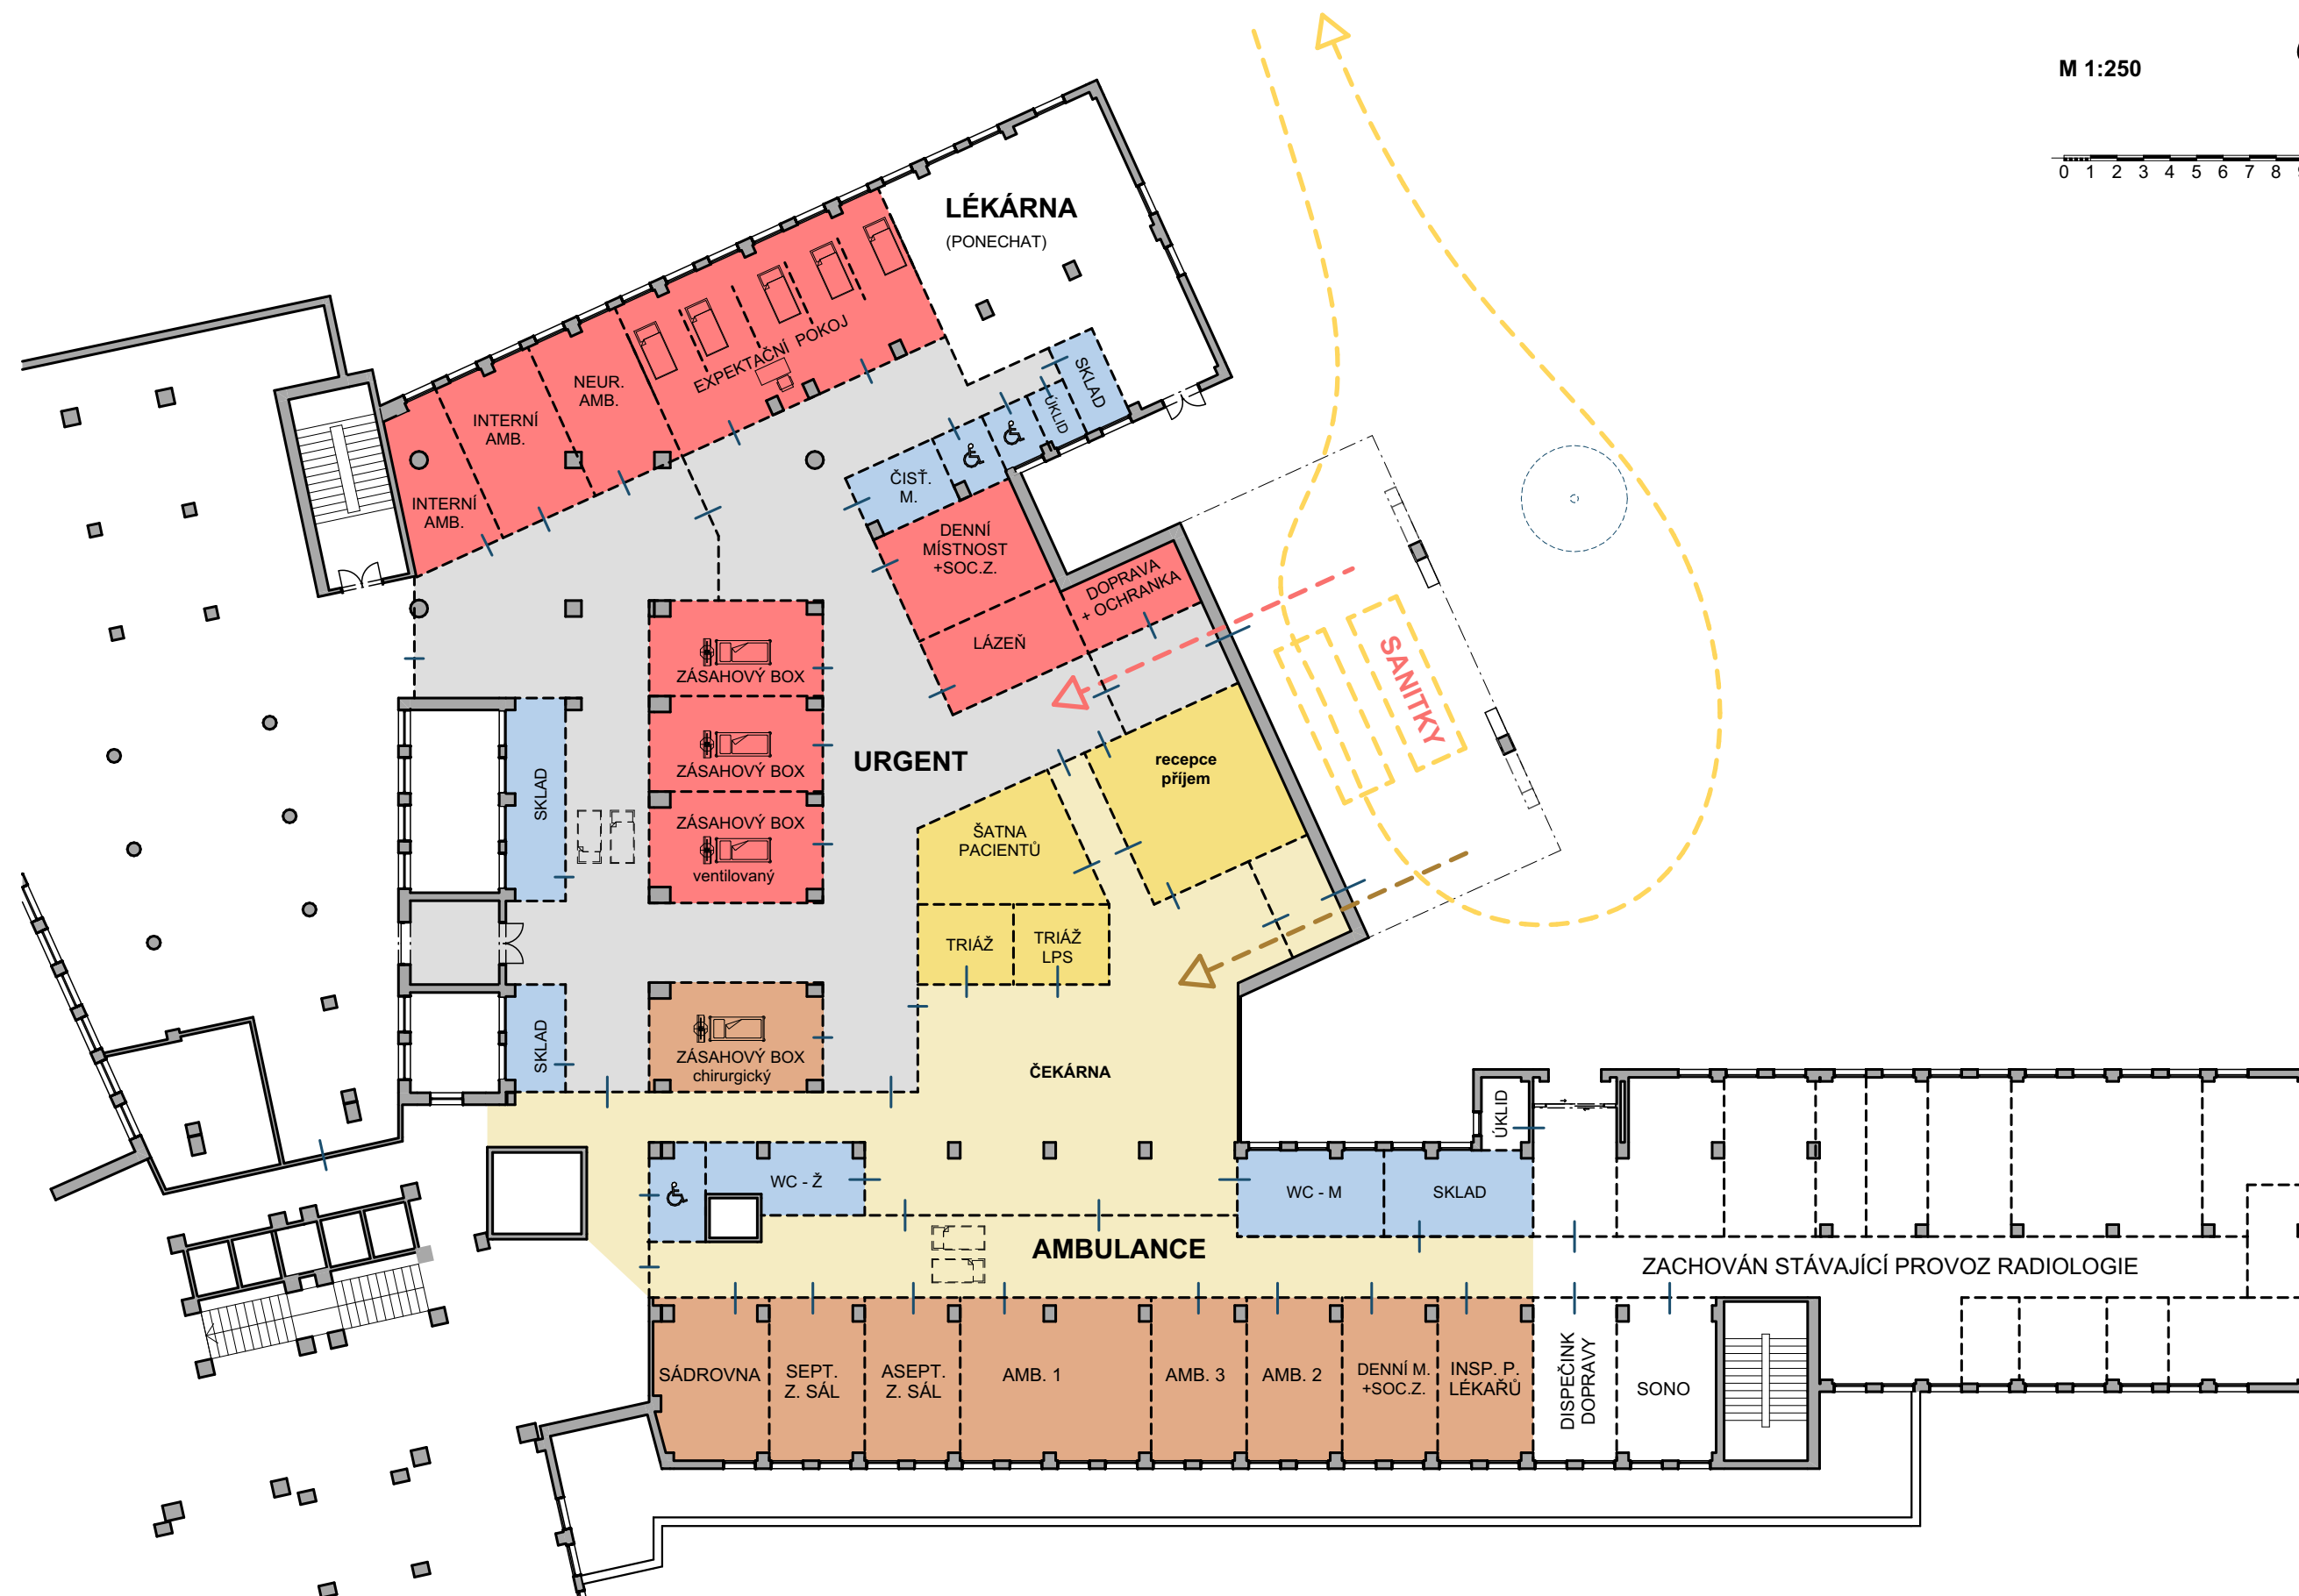 M 1:250
0 1 2 3 4 5 6 7 8
LÉKÁRNA
(PONECHAT)
EXPEKTAČNÍ POKOJ
NEUR.
AMB.
INTERNÍ
AMB.
INTERNÍ
AMB.
SKLAD
ÚKLID
ČIST.
M.
DENNÍ
MÍSTNOST
+SOC.Z.
DOPRAVA
+ OCHRANKA
LÁZEŇ
SANITKY
ZÁSAHOVÝ BOX
ZÁSAHOVÝ BOX
ZÁSAHOVÝ BOX
ventilovaný
URGENT
recepce
příjem
SKLAD
ŠATNA
PACIENTŮ
TRIÁŽ
TRIÁŽ
LPS
SKLAD
ZÁSAHOVÝ BOX
chirurgický
ČEKÁRNA
ÚKLID
WC - Ž
WC - M
SKLAD
AMBULANCE
ZACHOVÁN STÁVAJÍCÍ PROVOZ RADIOLOGIE
SÁDROVNA
SEPT.
Z. SÁL
ASEPT.
Z. SÁL
AMB. 1
AMB. 3
AMB. 2
DENNÍ M.
+SOC.Z.
INSP. P.
LÉKAŘŮ
DISPEČINK
DOPRAVY
SONO